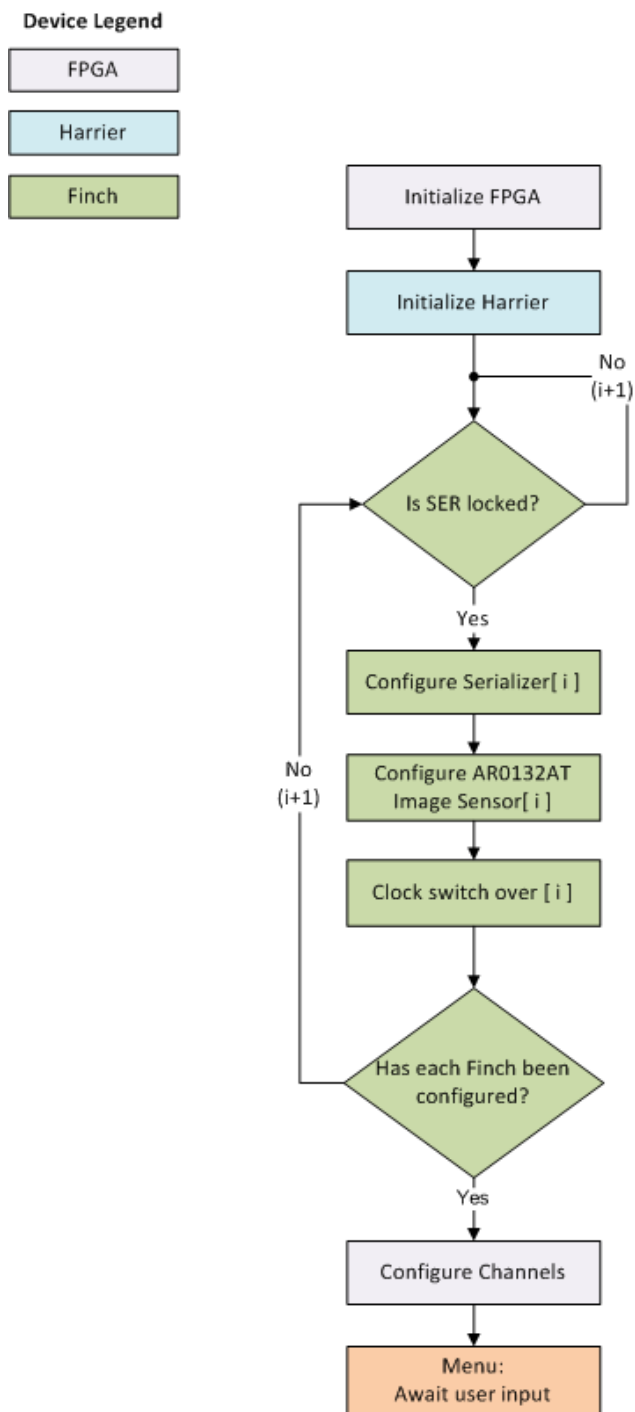 Device Legend
FPGA
Harrier
Finch
Initialize FPGA
Initialize Harrier
No
(i+1)
Is SER locked?
Yes
Configure Serializer[ i ]
Configure AR0132AT
Image Sensor[ i ]
No
(i+1)
Clock switch over [ i ]
Has each Finch been
configured?
Yes
Configure Channels
Menu:
Await user input